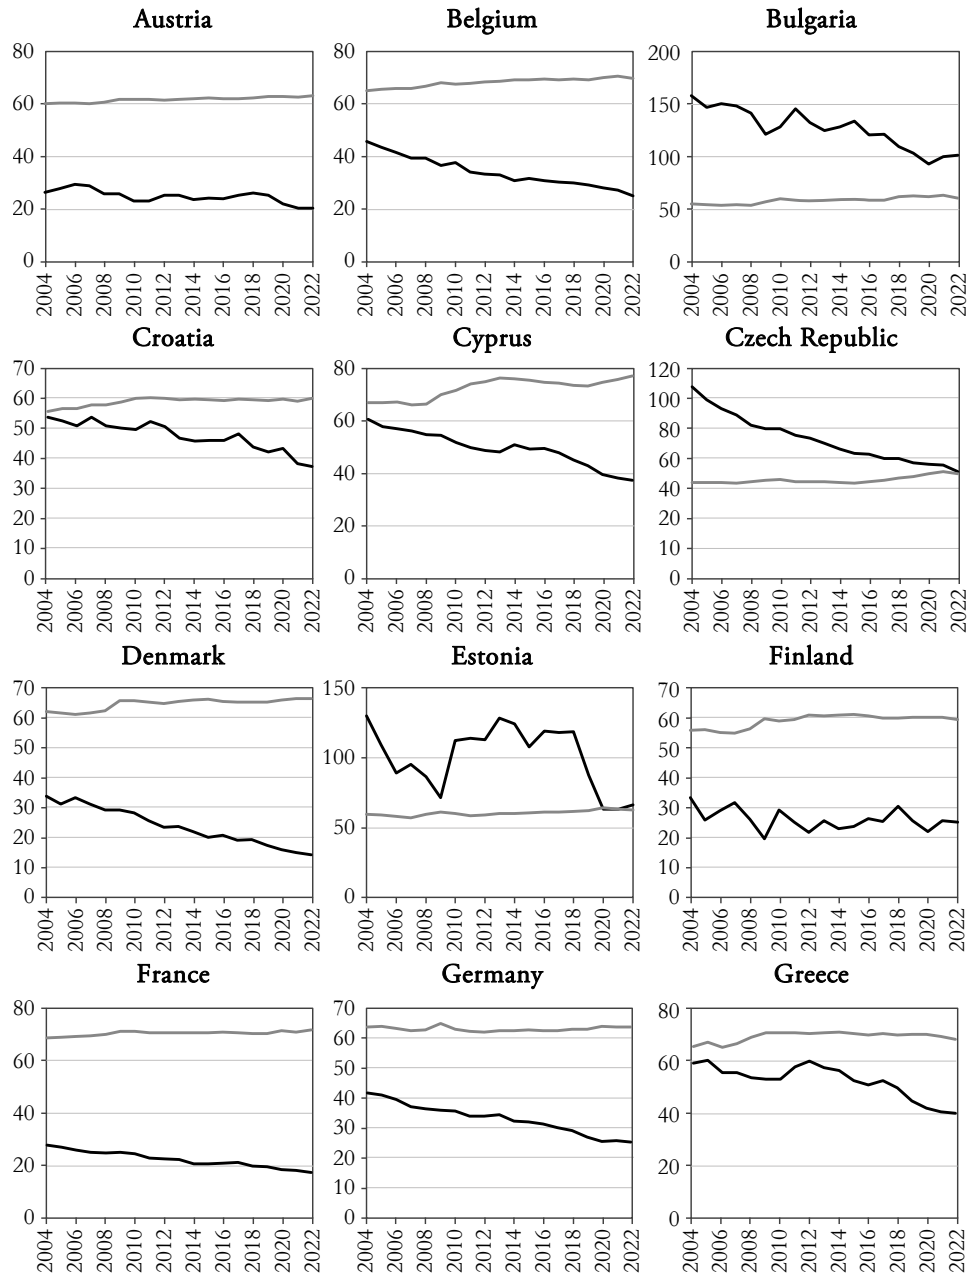 Austria Belgium Bulgaria
80 80 200
60 60 150
40 40 100
20 20 50
0 0 0
2004 2006 2008 2010 2012 2014 2016 2018 2020 2022 2004 2006 2008 2010 2012 2014 2016 2018 2020 2022 2004 2006 2008 2010 2012 2014 2016 2018 2020 2022
Croatia Cyprus Czech Republic
70 80 120
60 60 100
50 40 80
40 20 60
30 0 40
20 20
10 10
0 0
2004 2006 2008 2010 2012 2014 2016 2018 2020 2022 2004 2006 2008 2010 2012 2014 2016 2018 2020 2022 2004 2006 2008 2010 2012 2014 2016 2018 2020 2022
Denmark Estonia Finland
70 150 70
60 100 60
50 50 50
40 0 40
30 30
20 20
10 10
0 0
2004 2006 2008 2010 2012 2014 2016 2018 2020 2022 2004 2006 2008 2010 2012 2014 2016 2018 2020 2022 2004 2006 2008 2010 2012 2014 2016 2018 2020 2022
France Germany Greece
80 70 80
60 60 60
40 50 40
20 40 20
0 30 0
20
10
0
2004 2006 2008 2010 2012 2014 2016 2018 2020 2022 2004 2006 2008 2010 2012 2014 2016 2018 2020 2022 2004 2006 2008 2010 2012 2014 2016 2018 2020 2022